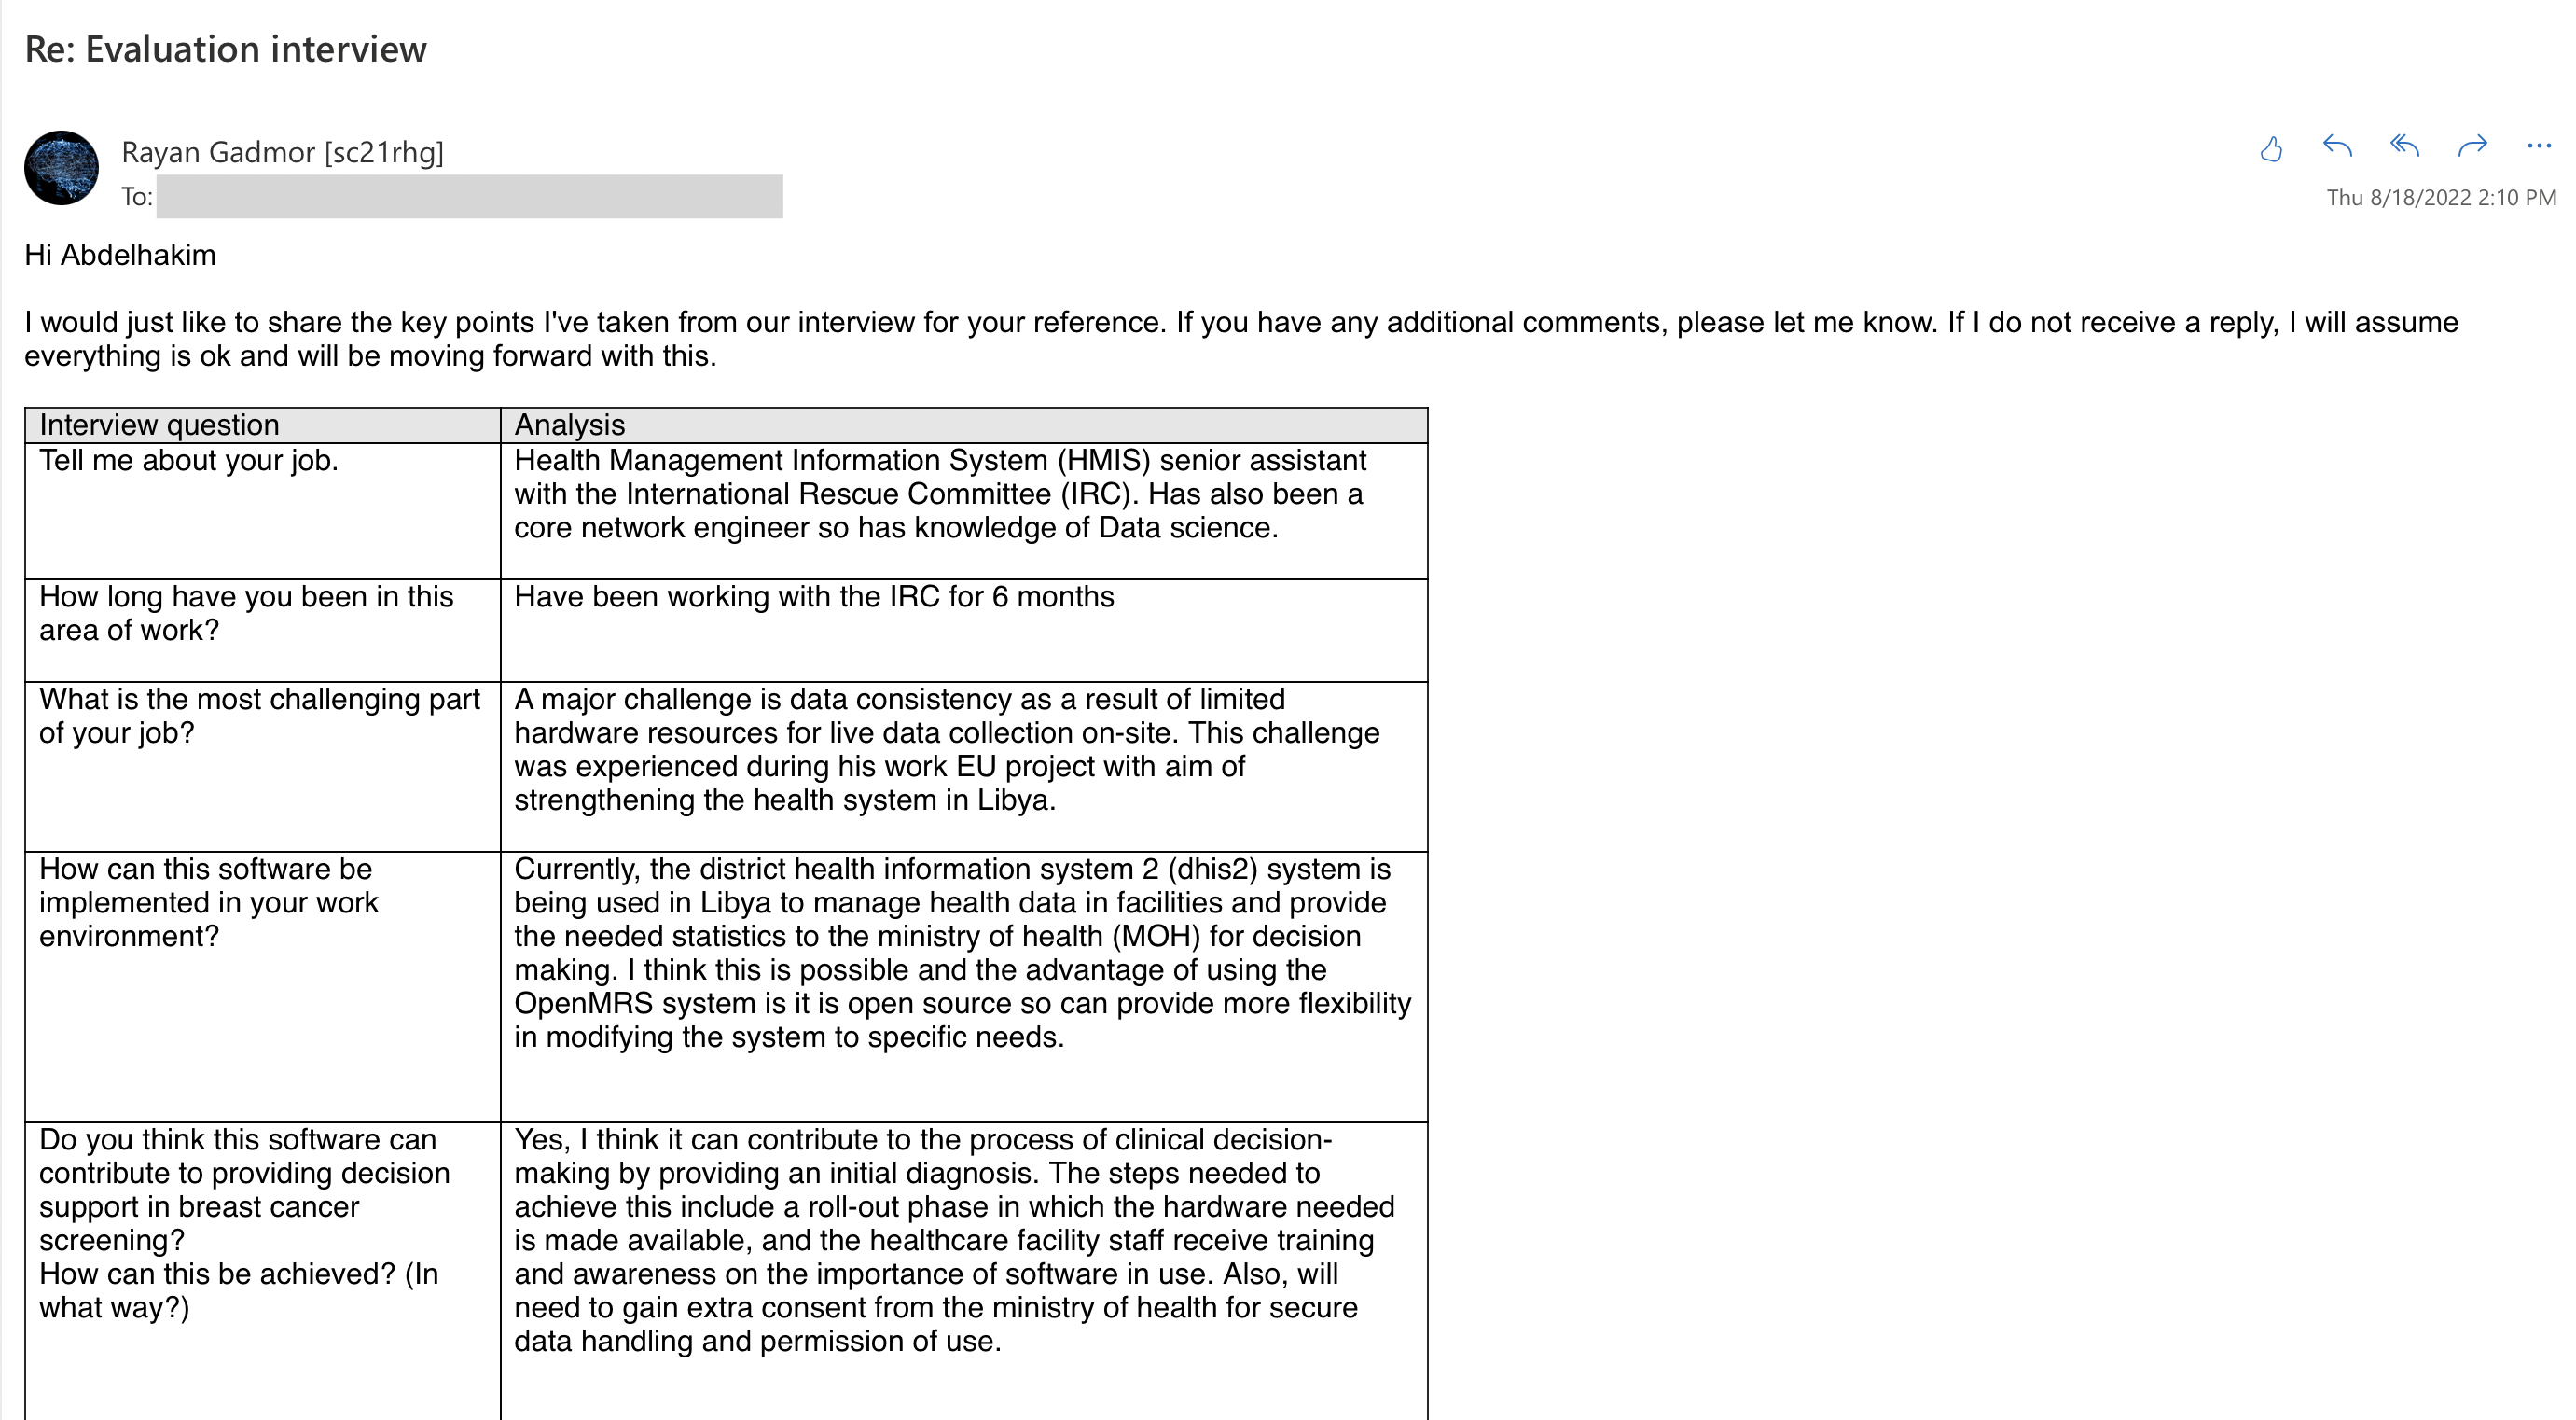 Re: Evaluation interview
Rayan Gadmor [sc21rhg]
To:
Thu 8/18/2022 2:10 PM
Hi Abdelhakim
I would just like to share the key points I've taken from our interview for your reference. If you have any additional comments, please let me know. If I do not receive a reply, I will assume
everything is ok and will be moving forward with this.
Interview question
Analysis
Tell me about your job.
Health Management Information System (HMIS) senior assistant
with the International Rescue Committee (IRC). Has also been a
core network engineer so has knowledge of Data science.
How long have you been in this
area of work?
Have been working with the IRC for 6 months
What is the most challenging part
of your job?
A major challenge is data consistency as a result of limited
hardware resources for live data collection on-site. This challenge
was experienced during his work EU project with aim of
strengthening the health system in Libya.
How can this software be
implemented in your work
environment?
Currently, the district health information system 2 (dhis2) system is
being used in Libya to manage health data in facilities and provide
the needed statistics to the ministry of health (MOH) for decision
making. I think this is possible and the advantage of using the
OpenMRS system is it is open source so can provide more flexibility
in modifying the system to specific needs.
Do you think this software can
contribute to providing decision
support in breast cancer
screening?
How can this be achieved? (In
what way?)
Yes, I think it can contribute to the process of clinical decision-
making by providing an initial diagnosis. The steps needed to
achieve this include a roll-out phase in which the hardware needed
is made available, and the healthcare facility staff receive training
and awareness on the importance of software in use. Also, will
need to gain extra consent from the ministry of health for secure
data handling and permission of use.